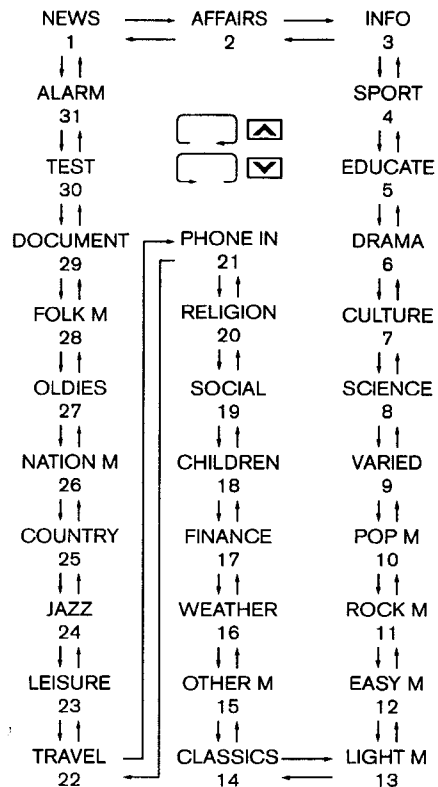 NEWS AFFAIRS INFO
1 2 3
ALARM SPORT
31 4
TEST EDUCATE
30 5
DOCUMENT PHONE IN DRAMA
29 21 6
FOLK M RELIGION CULTURE
28 20 7
OLDIES SOCIAL SCIENCE
27 19 8
NATION M CHILDREN VARIED
26 18 9
COUNTRY FINANCE POP M
25 17 10
JAZZ WEATHER ROCK M
24 16 11
LEISURE OTHER M EASY M
23 15 12
TRAVEL CLASSICS LIGHT M
22 14 13